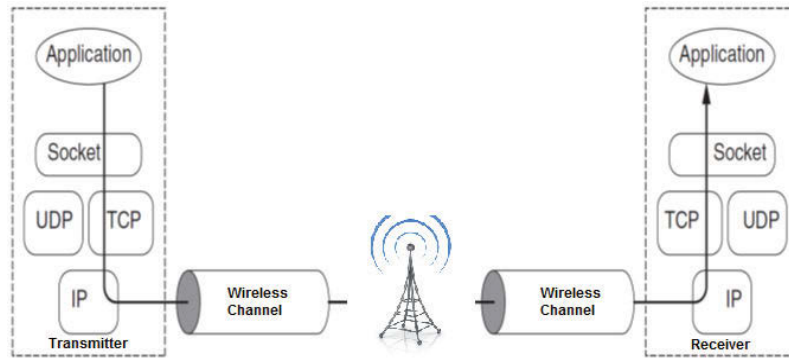 Application
Socket
UDP
TCP
IP
Transmitter
Wireless
Channel
Wireless
Channel
Application
Socket
TCP
UDP
IP
Receiver